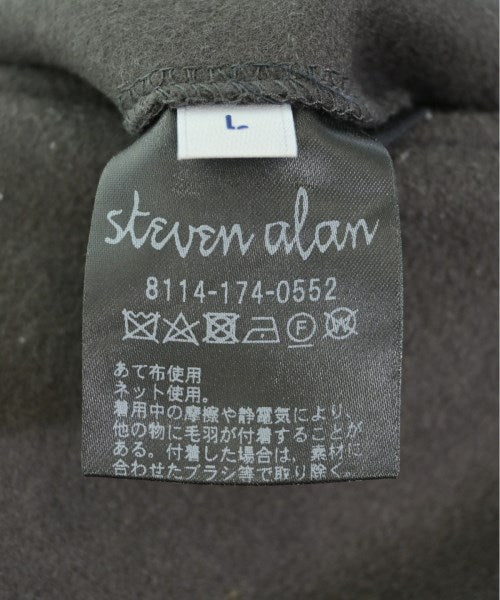 L
steven alan
8114-174-0552
F W
あて布使用
ネット使用。
着用中の摩擦や静電気により、
他の物に毛羽が付着することが
ある。付着した場合は、素材に
合わせたブラシ等で取り除く。